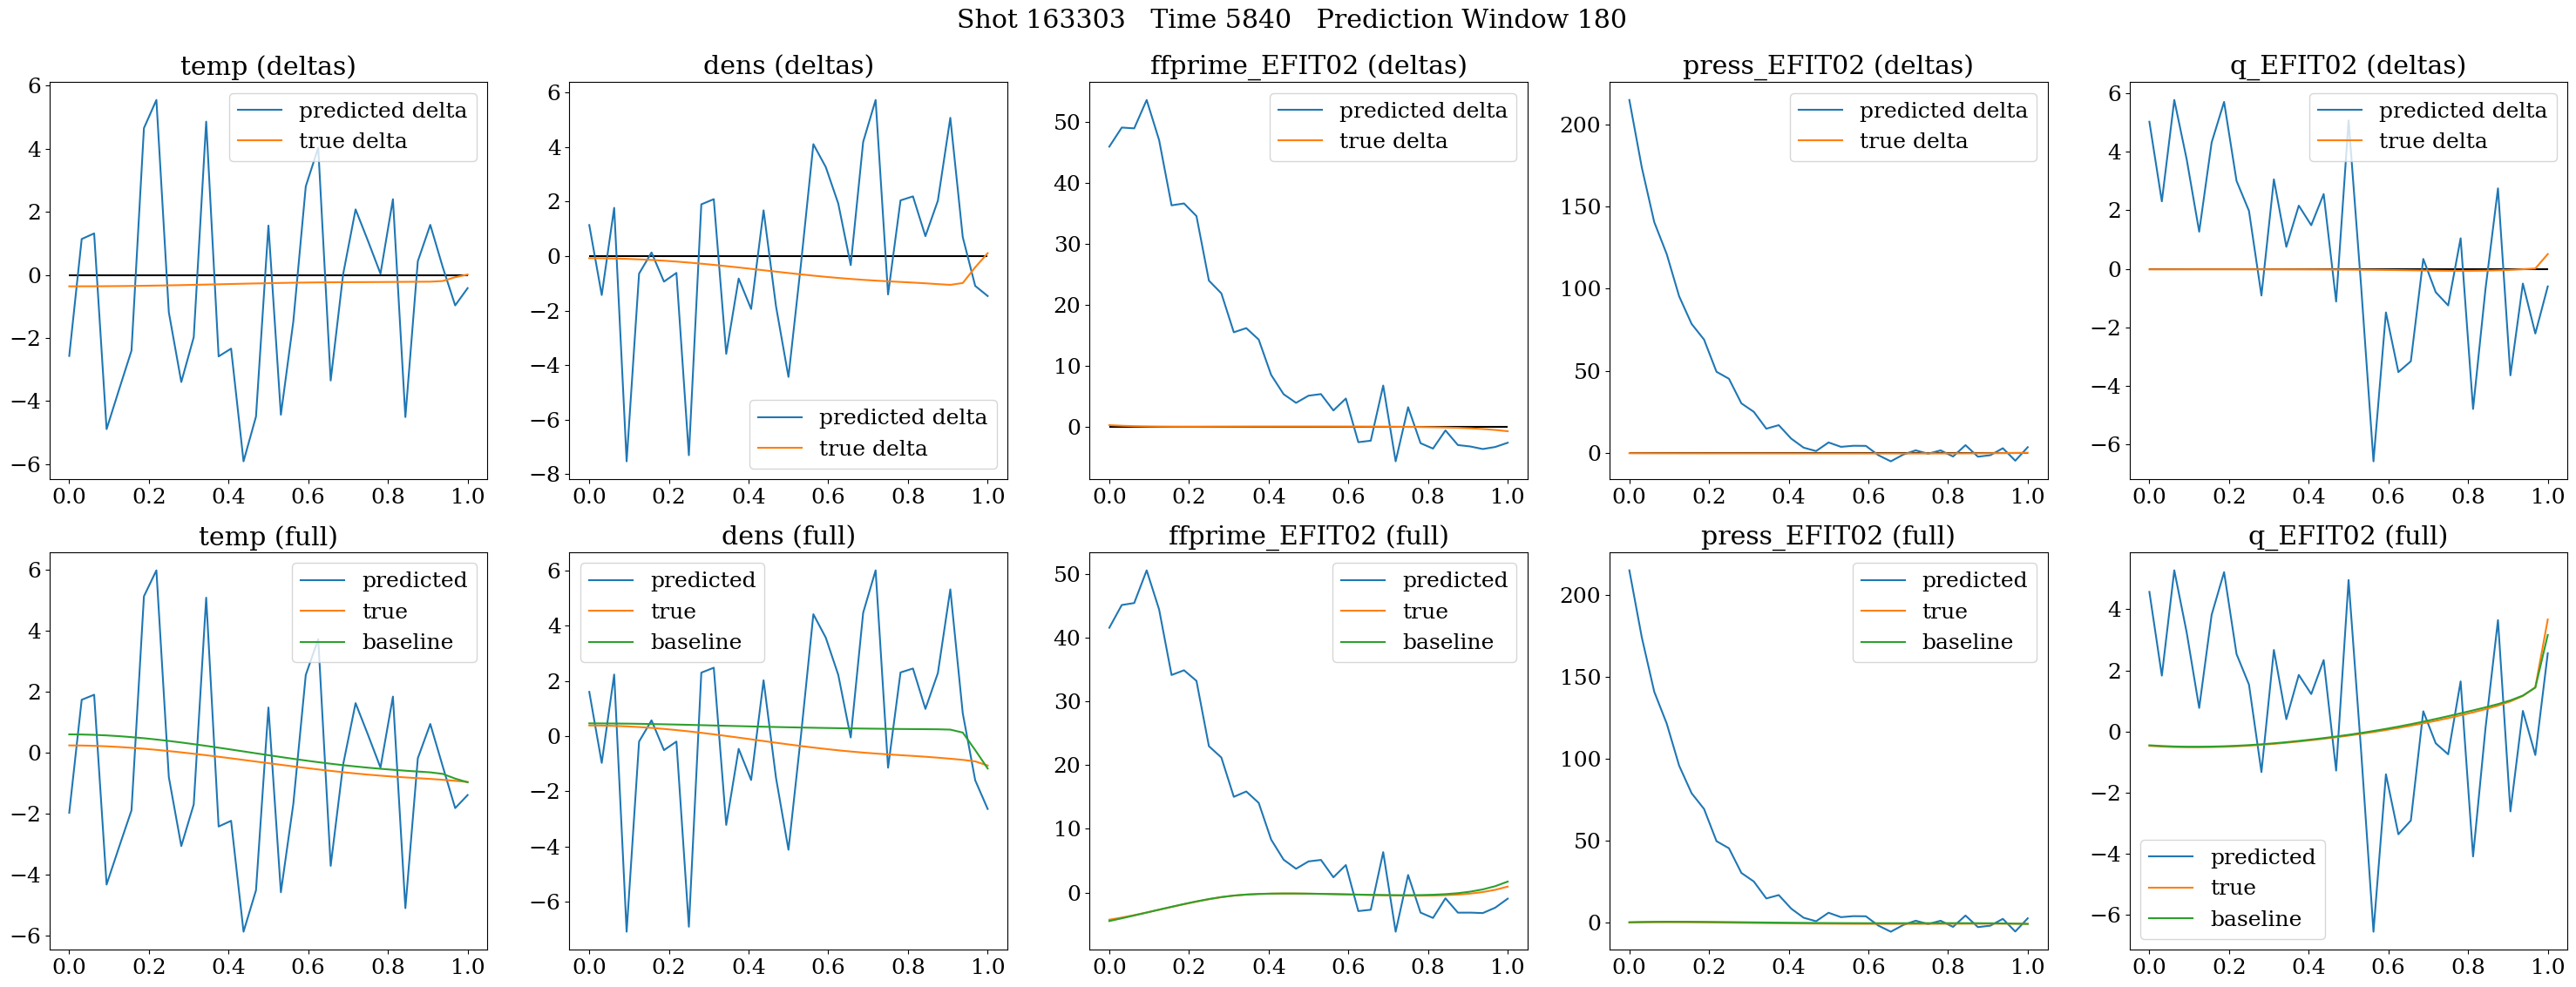 Shot 163303   Time 5840   Prediction Window 180
temp (deltas)
6
4
2
0
−2
−4
−6
0.0 0.2 0.4 0.6 0.8 1.0
predicted delta
true delta
dens (deltas)
6
4
2
0
−2
−4
−6
−8
0.0 0.2 0.4 0.6 0.8 1.0
predicted delta
true delta
ffprime_EFIT02 (deltas)
50
40
30
20
10
0
0.0 0.2 0.4 0.6 0.8 1.0
predicted delta
true delta
press_EFIT02 (deltas)
200
150
100
50
0
0.0 0.2 0.4 0.6 0.8 1.0
predicted delta
true delta
q_EFIT02 (deltas)
6
4
2
0
−2
−4
−6
0.0 0.2 0.4 0.6 0.8 1.0
predicted delta
true delta
temp (full)
6
4
2
0
−2
−4
−6
0.0 0.2 0.4 0.6 0.8 1.0
predicted
true
baseline
dens (full)
6
4
2
0
−2
−4
−6
0.0 0.2 0.4 0.6 0.8 1.0
predicted
true
baseline
ffprime_EFIT02 (full)
50
40
30
20
10
0
0.0 0.2 0.4 0.6 0.8 1.0
predicted
true
baseline
press_EFIT02 (full)
200
150
100
50
0
0.0 0.2 0.4 0.6 0.8 1.0
predicted
true
baseline
q_EFIT02 (full)
4
2
0
−2
−4
−6
0.0 0.2 0.4 0.6 0.8 1.0
predicted
true
baseline